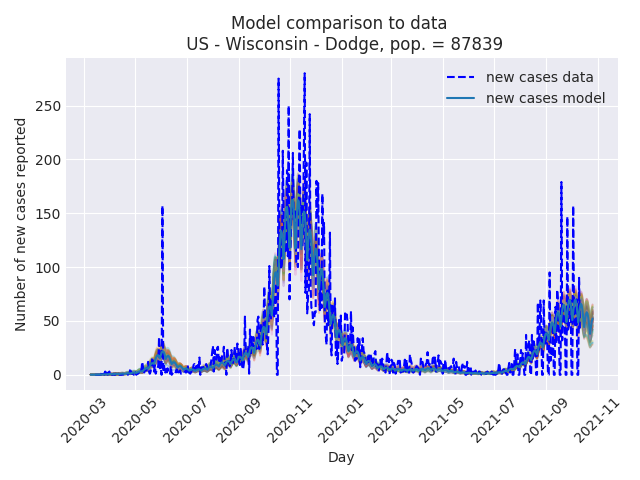 Model comparison to data
US - Wisconsin - Dodge, pop. = 87839
new cases data
new cases model
Number of new cases reported
250
200
150
100
50
0
2020-03
2020-05
2020-07
2020-09
2020-11
2021-01
2021-03
2021-05
2021-07
2021-09
2021-11
Day